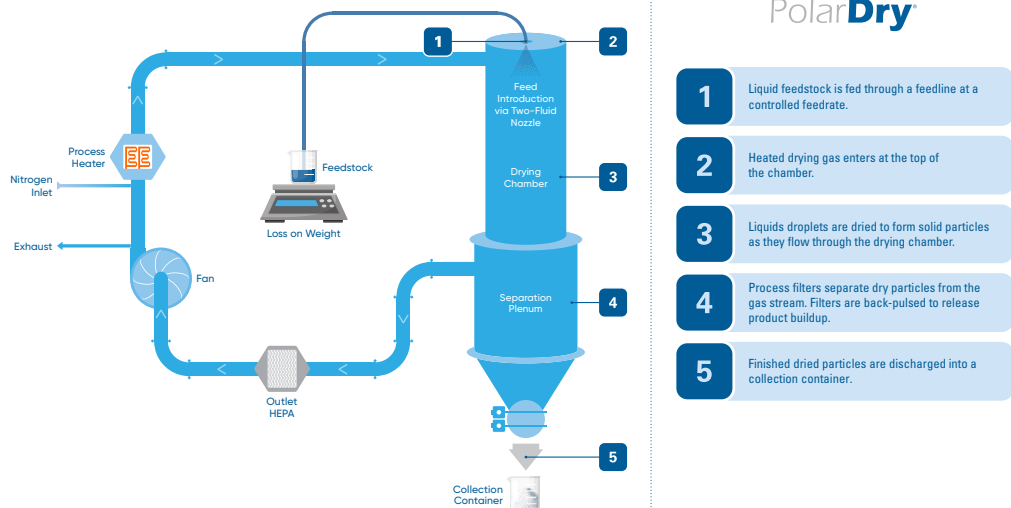 PolarDry
1
2
Feed
Introduction
via Two-Fluid
Nozzle
Process
Heater
Nitrogen
Inlet
Feedstock
Drying
Chamber
3
Loss on Weight
Exhaust
Fan
Separation
Plenum
4
Outlet
HEPA
5
Collection
Container
1
Liquid feedstock is fed through a feedline at a
controlled feedrate.
2
Heated drying gas enters at the top of
the chamber.
3
Liquids droplets are dried to form solid particles
as they flow through the drying chamber.
4
Process filters separate dry particles from the
gas stream. Filters are back-pulsed to release
product buildup.
5
Finished dried particles are discharged into a
collection container.